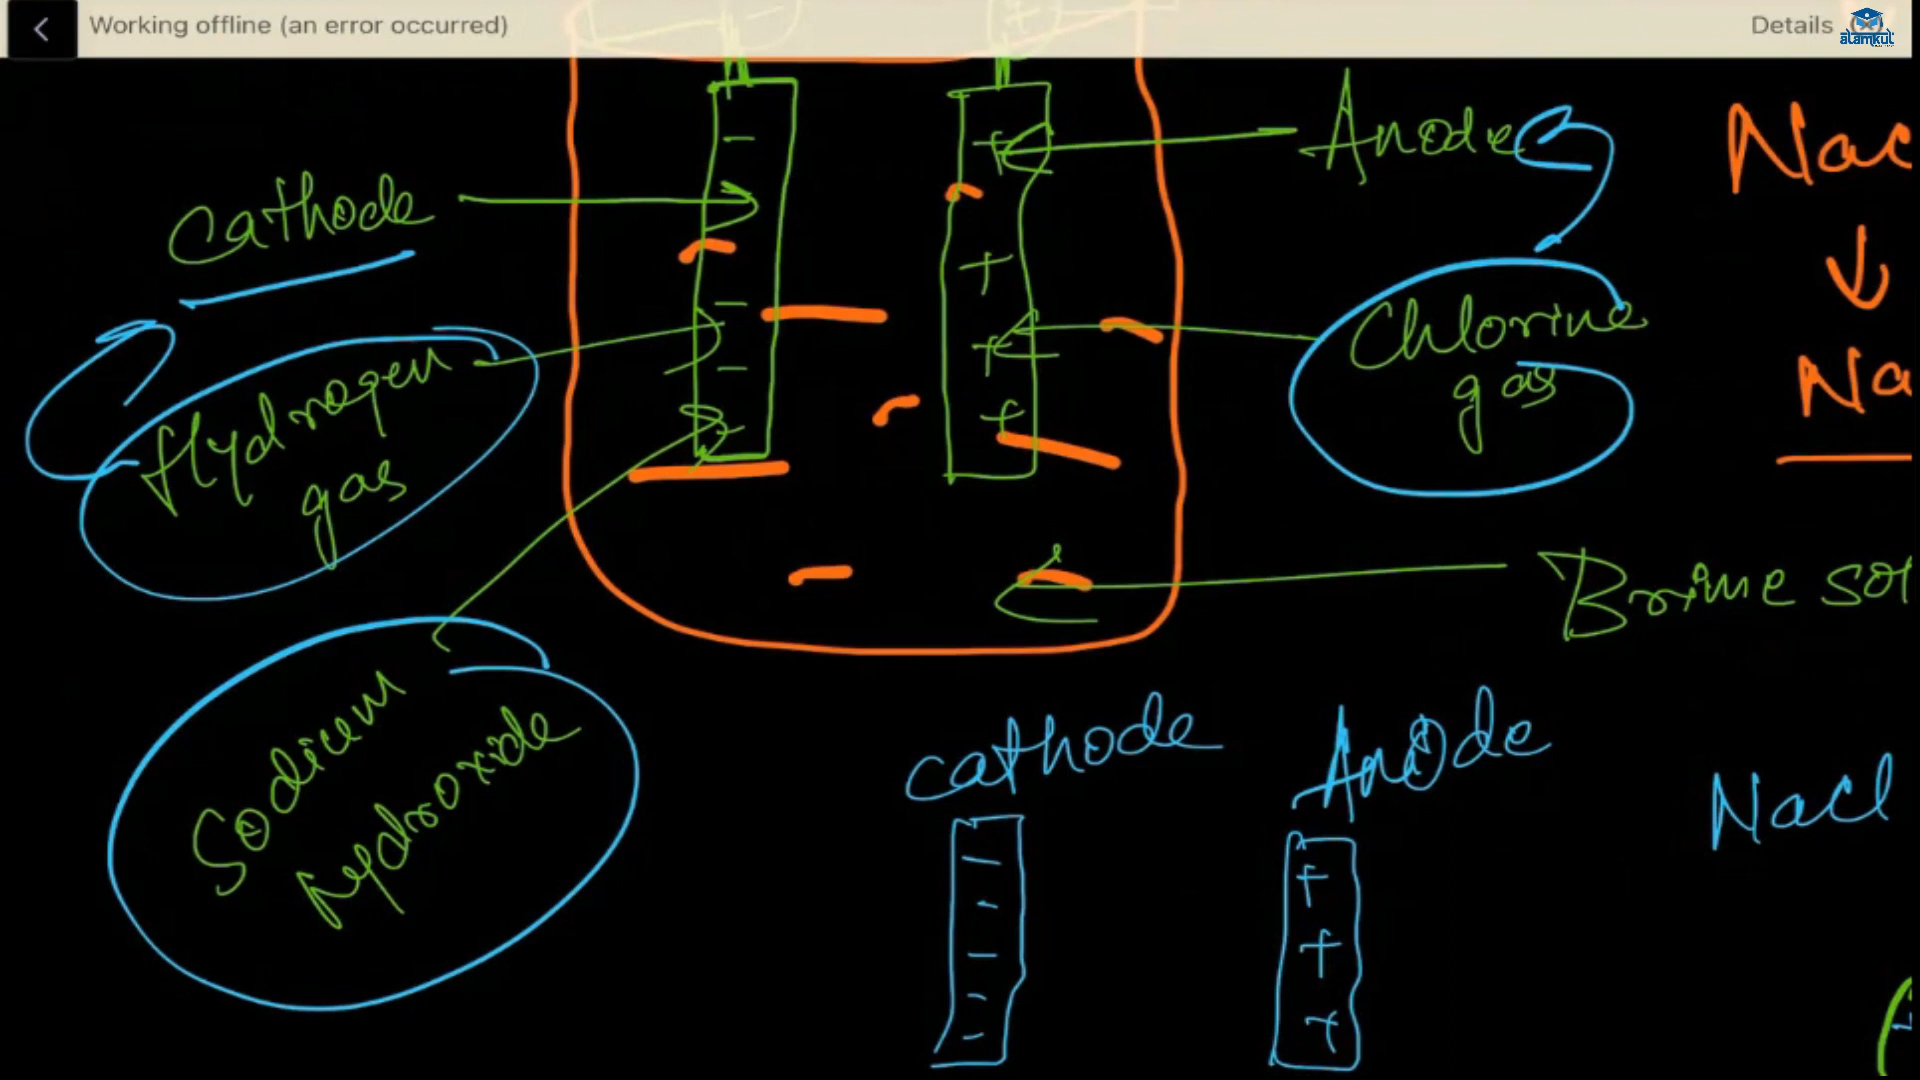 Working offline (an error occurred)
Details
alamkul
Anode
Nac
Cathode
Chlorine
gas
Hydrogen
gas
Na
Brine sol
Sodium
hydroxide
Cathode
Anode
Nacl